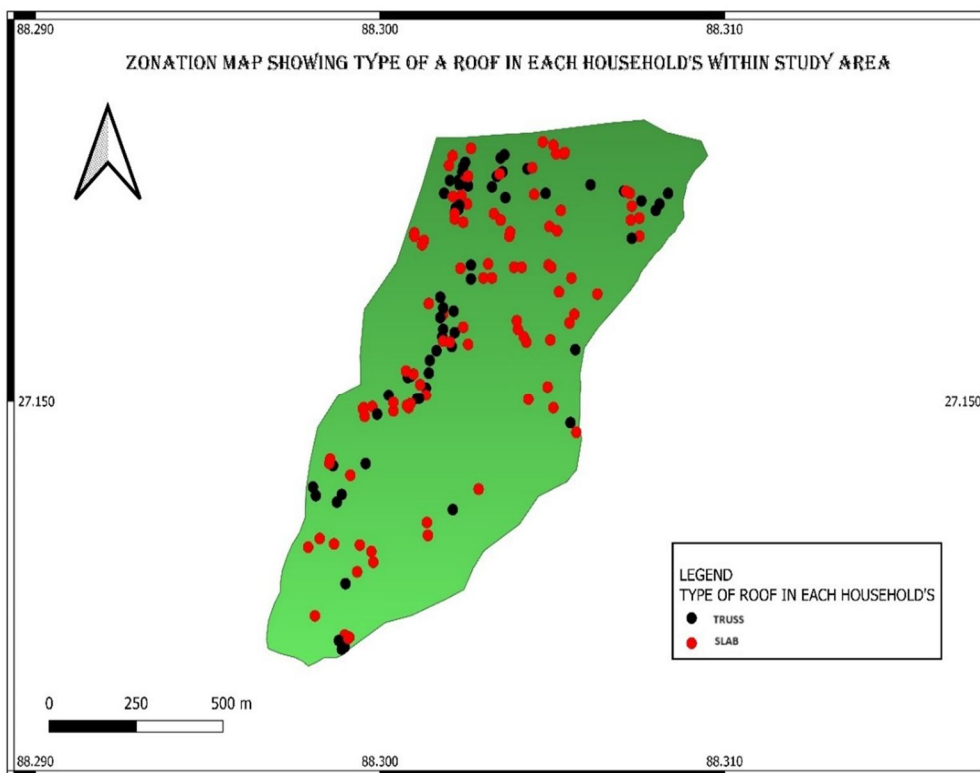 88.290 88.300 88.310
ZONATION MAP SHOWING TYPE OF A ROOF IN EACH HOUSEHOLD'S WITHIN STUDY AREA
27.150 27.150
LEGEND
TYPE OF ROOF IN EACH HOUSEHOLD'S
TRUSS
SLAB
0 250 500 m
88.290 88.300 88.310